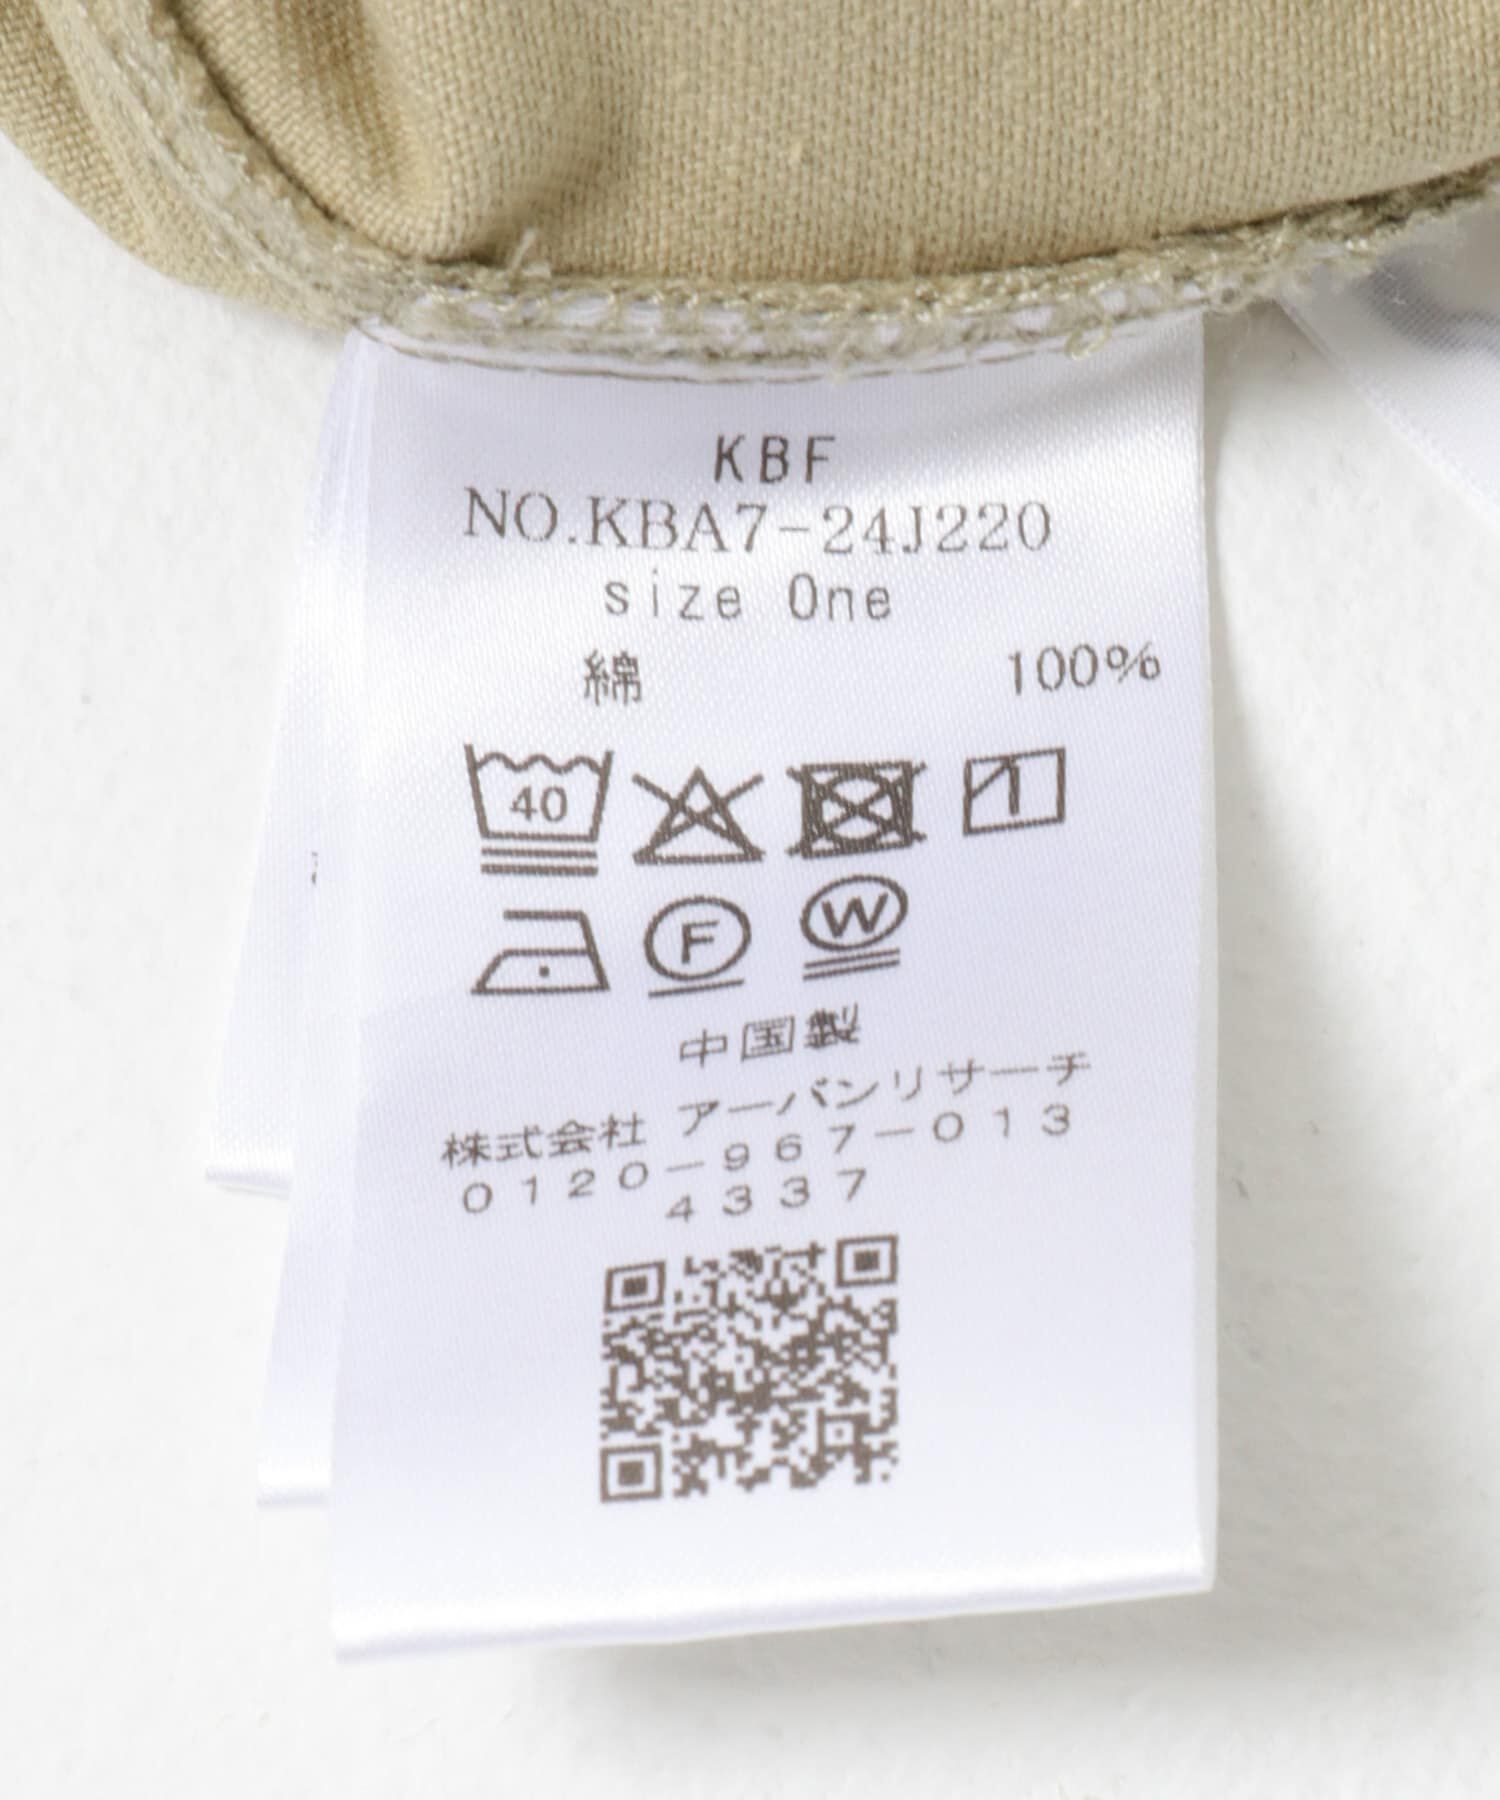 KBF
NO.KBA7-24J220
size One
綿 100%
40
F W
中国製
株式会社 アーバンリサーチ
0120-967-013
4337